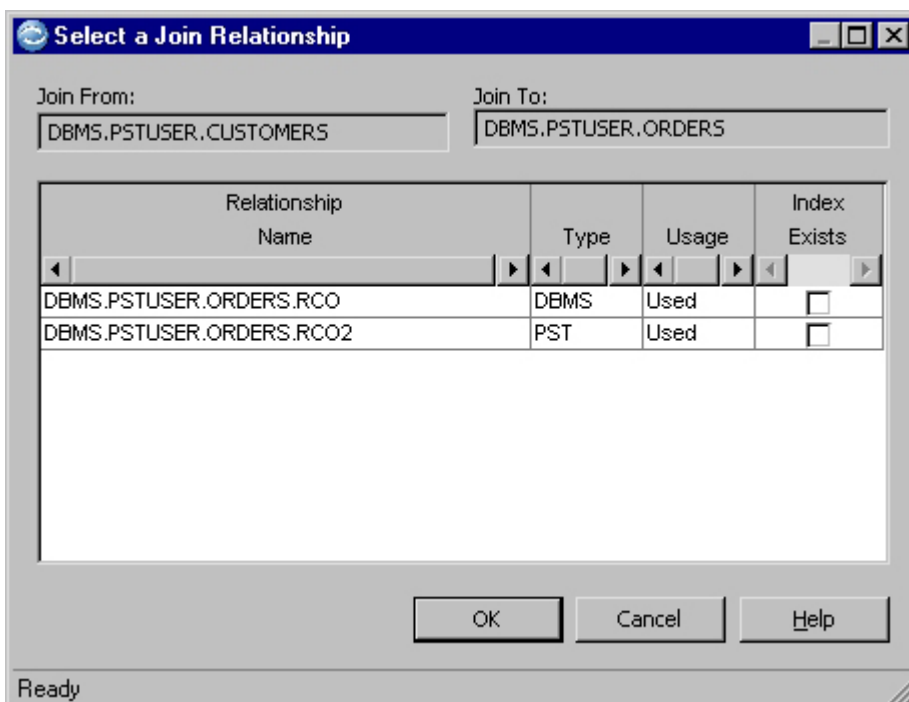 Select a Join Relationship
Join From:
Join To:
DBMS.PSTUSER.CUSTOMERS
DBMS.PSTUSER.ORDERS
Relationship Name
Type
Usage
Index Exists
DBMS.PSTUSER.ORDERS.RCO DBMS Used
DBMS.PSTUSER.ORDERS.RCO2 PST Used
OK Cancel Help
Ready